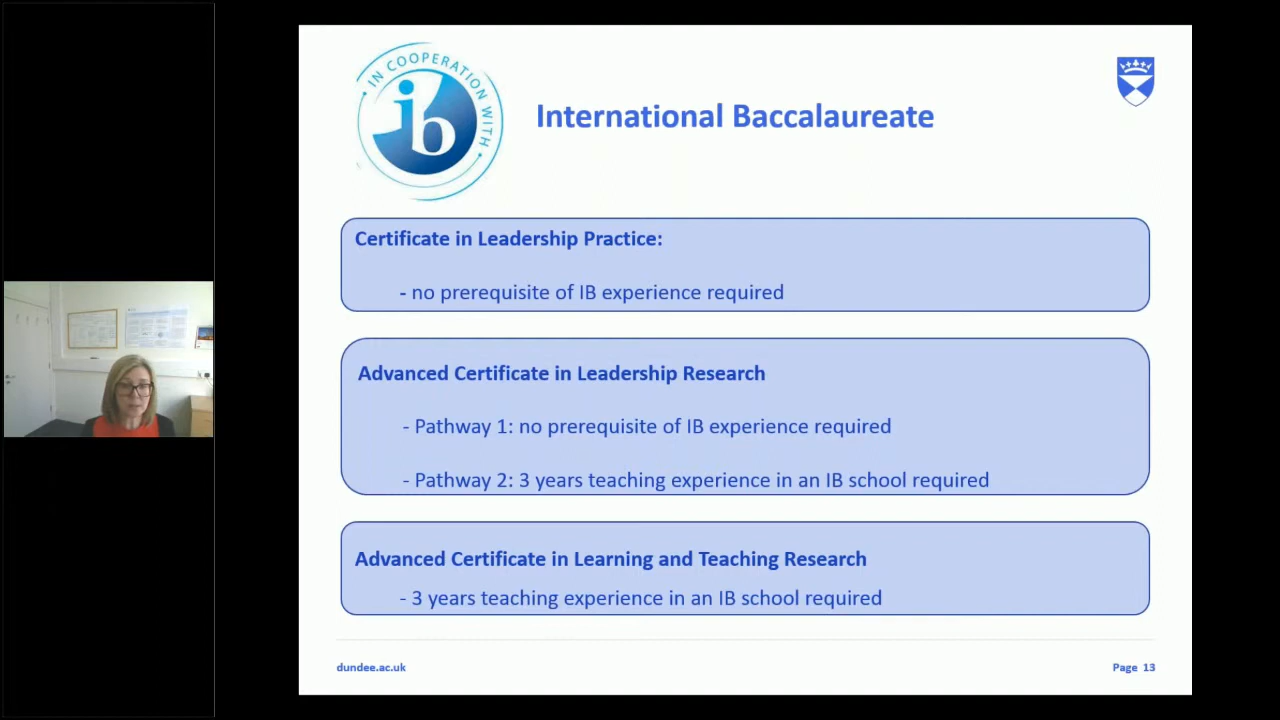 IN COOPERATION WITH
ib
International Baccalaureate
Certificate in Leadership Practice:
- no prerequisite of IB experience required
Advanced Certificate in Leadership Research
- Pathway 1: no prerequisite of IB experience required
- Pathway 2: 3 years teaching experience in an IB school required
Advanced Certificate in Learning and Teaching Research
- 3 years teaching experience in an IB school required
dundee.ac.uk
Page 13